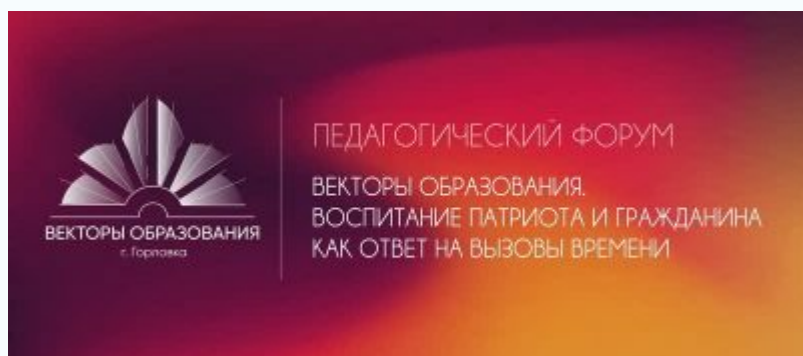 ВЕКТОРЫ ОБРАЗОВАНИЯ
г. Горловка
ПЕДАГОГИЧЕСКИЙ ФОРУМ
ВЕКТОРЫ ОБРАЗОВАНИЯ.
ВОСПИТАНИЕ ПАТРИОТА И ГРАЖДАНИНА
КАК ОТВЕТ НА ВЫЗОВЫ ВРЕМЕНИ